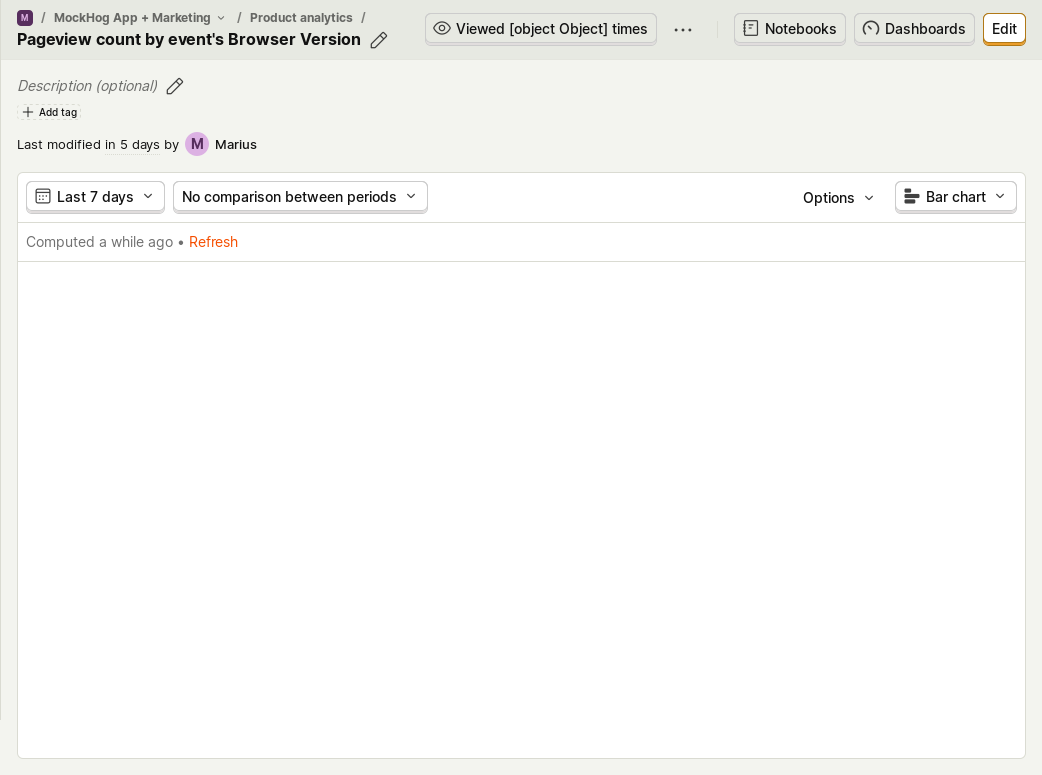 M / MockHog App + Marketing / Product analytics /
Pageview count by event's Browser Version
Viewed [object Object] times
Notebooks
Dashboards
Edit
Description (optional)
Add tag
Last modified in 5 days by M Marius
Last 7 days
No comparison between periods
Options
Bar chart
Computed a while ago • Refresh